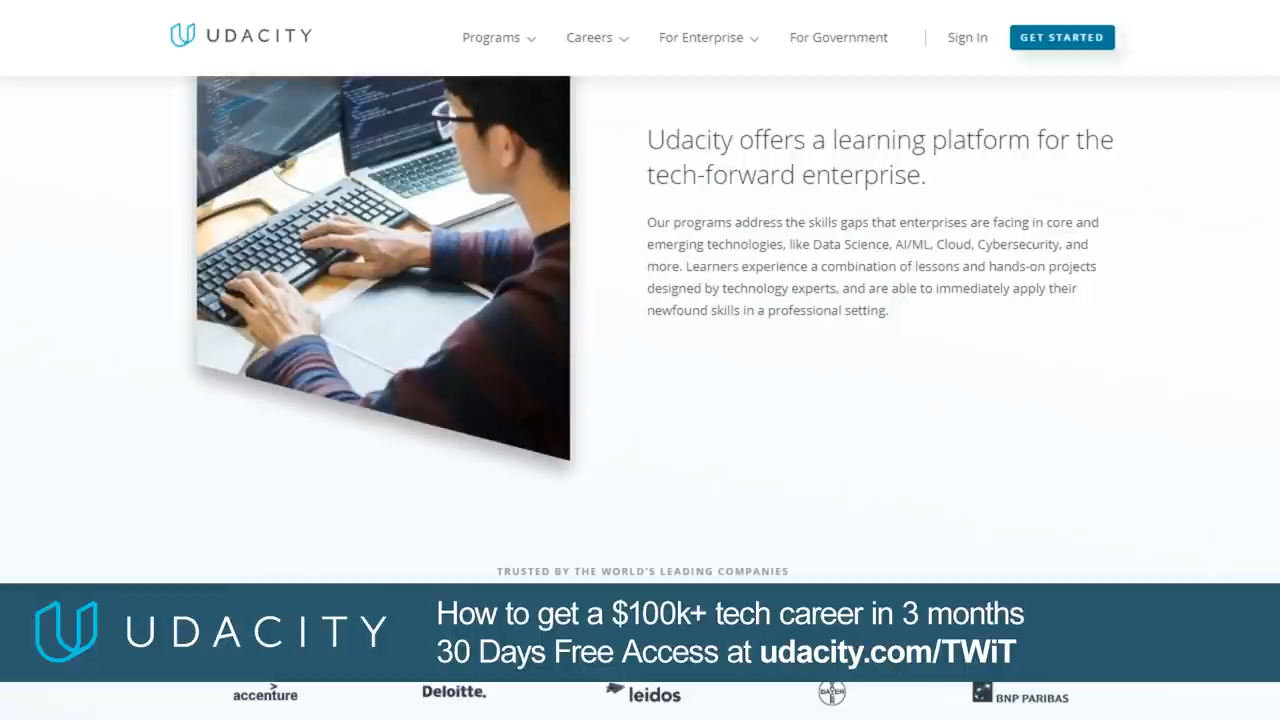 UDACITY
Programs
Careers
For Enterprise
For Government
Sign In
GET STARTED
Udacity offers a learning platform for the
tech-forward enterprise.
Our programs address the skills gaps that enterprises are facing in core and
emerging technologies, like Data Science, AI/ML, Cloud, Cybersecurity, and
more. Learners experience a combination of lessons and hands-on projects
designed by technology experts, and are able to immediately apply their
newfound skills in a professional setting.
TRUSTED BY THE WORLD'S LEADING COMPANIES
UDACITY
How to get a $100k+ tech career in 3 months
30 Days Free Access at udacity.com/TWiT
accenture
Deloitte.
leidos
BAYER
BNP PARIBAS